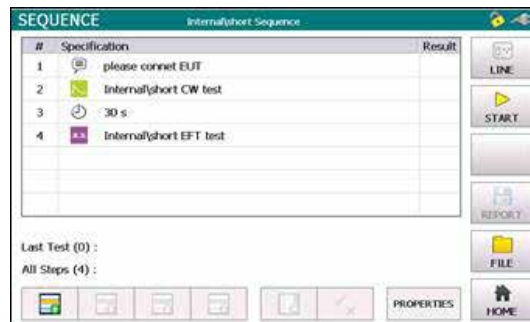 SEQUENCE Internal\short Sequence
# Specification Result
1 please connet EUT
2 Internal\short CW test
3 30 s
4 Internal\short EFT test
Last Test (0) :
All Steps (4) :
LINE
START
REPORT
FILE
PROPERTIES
HOME